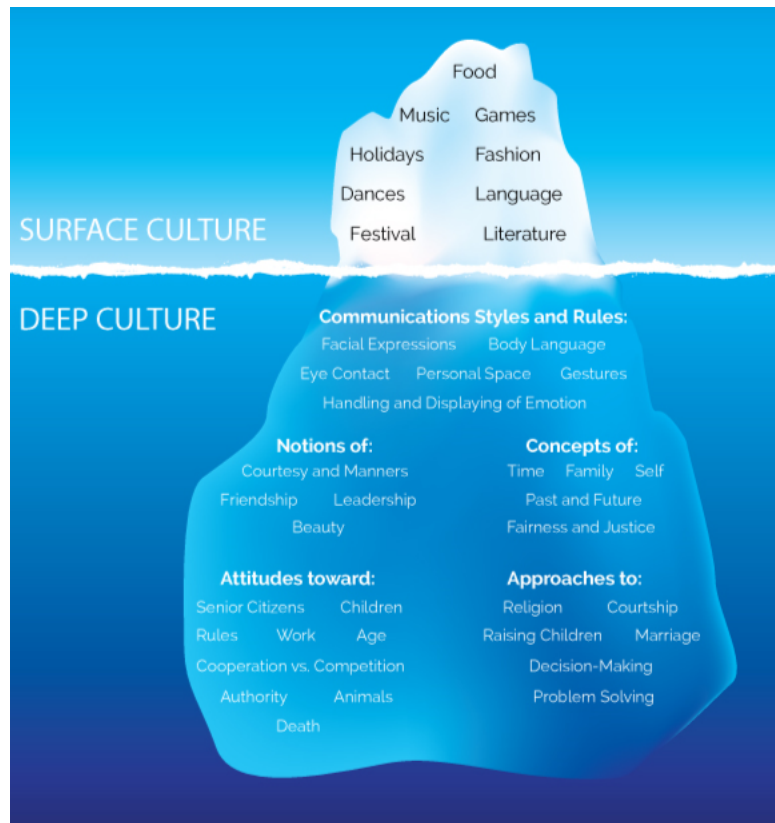 Food
Music Games
Holidays Fashion
Dances Language
SURFACE CULTURE
Festival Literature
DEEP CULTURE
Communications Styles and Rules:
Facial Expressions Body Language
Eye Contact Personal Space Gestures
Handling and Displaying of Emotion
Notions of:
Courtesy and Manners
Friendship Leadership
Beauty
Concepts of:
Time Family Self
Past and Future
Fairness and Justice
Attitudes toward:
Senior Citizens Children
Rules Work Age
Cooperation vs. Competition
Authority Animals
Death
Approaches to:
Religion Courtship
Raising Children Marriage
Decision-Making
Problem Solving